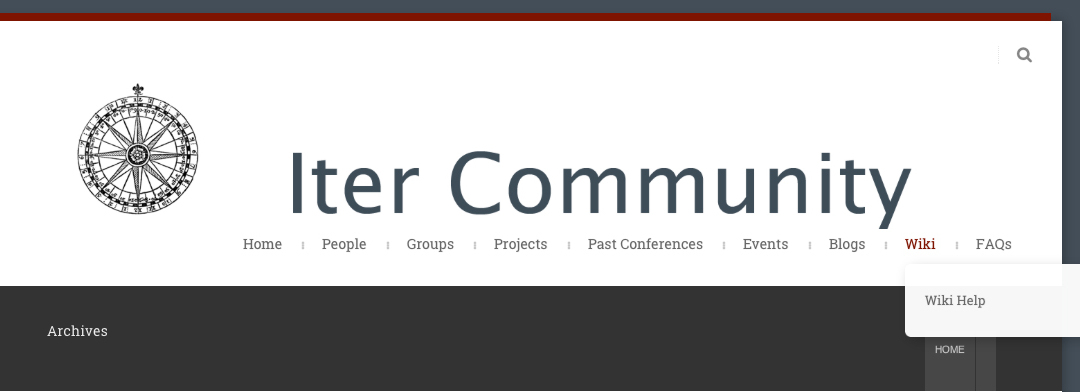 Iter Community
Home People Groups Projects Past Conferences Events Blogs Wiki FAQs
Wiki Help
Archives
HOME